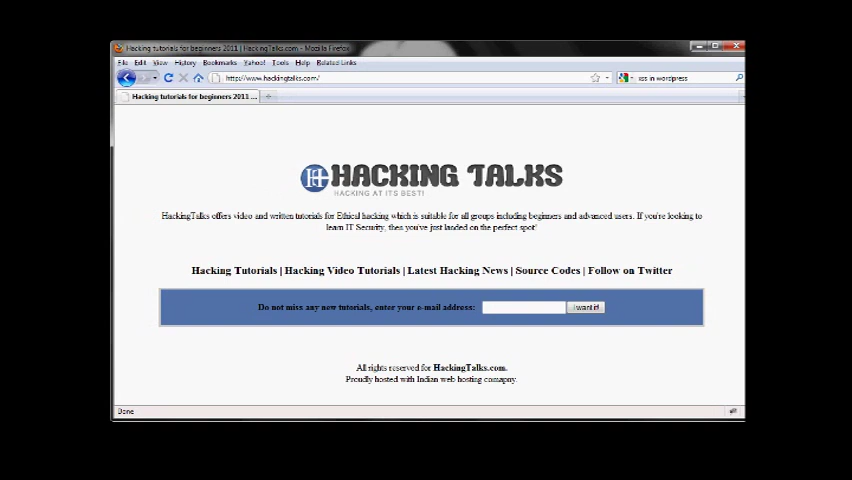 Hacking tutorials for beginners 2011 | HackingTalks.com - Mozilla Firefox
File Edit View History Bookmarks Yahoo! Tools Help Related Links
http://www.hackingtalks.com/ xss in wordpress
Hacking tutorials for beginners 2011 ...
HACKING TALKS
HACKING AT ITS BEST!
HackingTalks offers video and written tutorials for Ethical hacking which is suitable for all groups including beginners and advanced users. If you're looking to
learn IT Security, then you've just landed on the perfect spot!
Hacking Tutorials | Hacking Video Tutorials | Latest Hacking News | Source Codes | Follow on Twitter
Do not miss any new tutorials, enter your e-mail address: I want it!
All rights reserved for HackingTalks.com.
Proudly hosted with Indian web hosting comapny.
Done